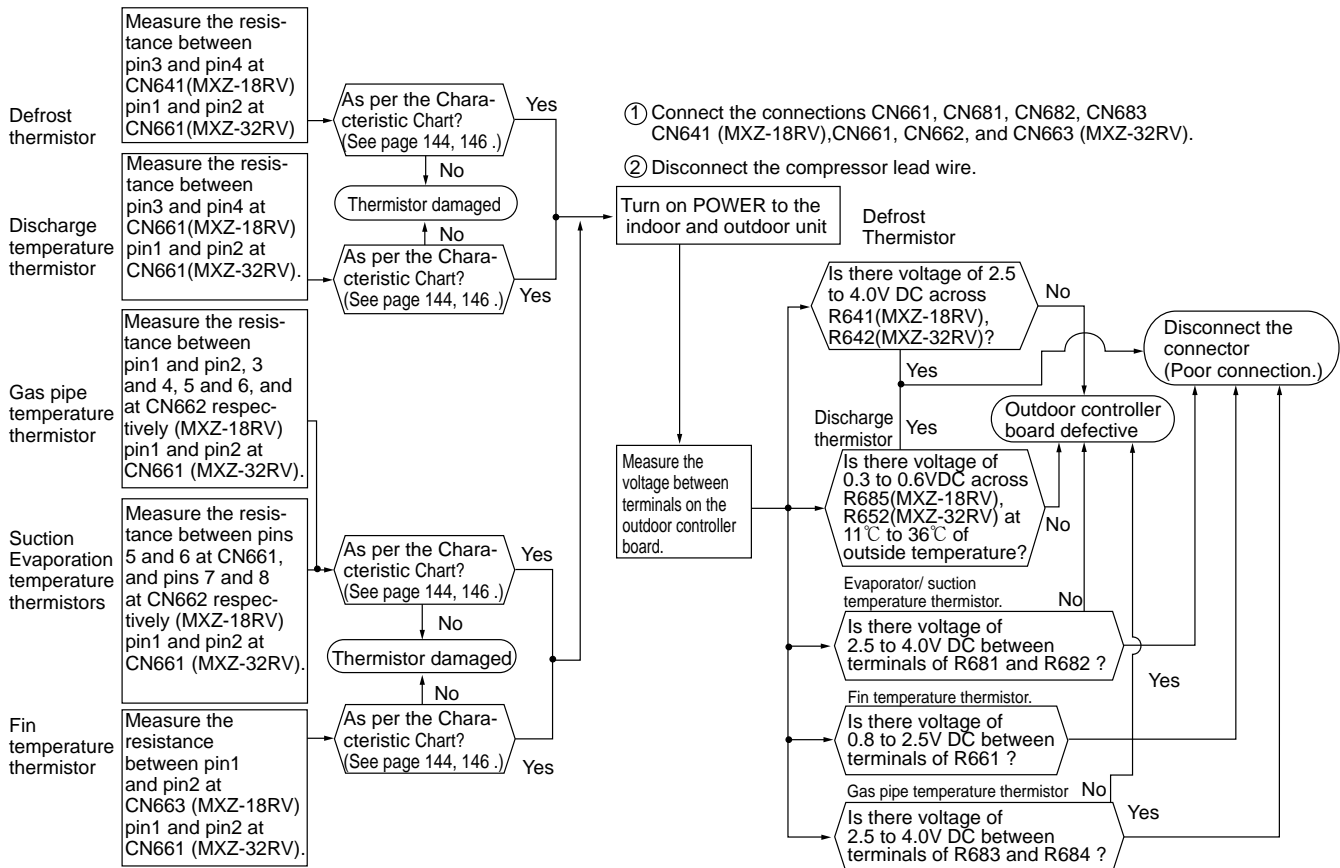 Defrost
thermistor
Measure the resis-
tance between
pin3 and pin4 at
CN641(MXZ-18RV)
pin1 and pin2 at
CN661(MXZ-32RV)
As per the Chara-
cteristic Chart?
(See page 144, 146 .)
Yes
No
Thermistor damaged
Discharge
temperature
thermistor
Measure the resis-
tance between
pin3 and pin4 at
CN661(MXZ-18RV)
pin1 and pin2 at
CN661(MXZ-32RV).
No
As per the Chara-
cteristic Chart?
(See page 144, 146 .)
Yes
Gas pipe
temperature
thermistor
Measure the resis-
tance between
pin1 and pin2, 3
and 4, 5 and 6, and
at CN662 respec-
tively (MXZ-18RV)
pin1 and pin2 at
CN661 (MXZ-32RV).
Suction
Evaporation
temperature
thermistors
Measure the resis-
tance between pins
5 and 6 at CN661,
and pins 7 and 8
at CN662 respec-
tively (MXZ-18RV)
pin1 and pin2 at
CN661 (MXZ-32RV).
As per the Chara-
cteristic Chart?
(See page 144, 146 .)
Yes
No
Thermistor damaged
Fin
temperature
thermistor
Measure the
resistance
between pin1
and pin2 at
CN663 (MXZ-18RV)
pin1 and pin2 at
CN661 (MXZ-32RV).
No
As per the Chara-
cteristic Chart?
(See page 144, 146 .)
Yes
① Connect the connections CN661, CN681, CN682, CN683
CN641 (MXZ-18RV),CN661, CN662, and CN663 (MXZ-32RV).
② Disconnect the compressor lead wire.
Turn on POWER to the
indoor and outdoor unit
Measure the
voltage between
terminals on the
outdoor controller
board.
Defrost
Thermistor
Is there voltage of 2.5
to 4.0V DC across
R641(MXZ-18RV),
R642(MXZ-32RV)?
No
Yes
Disconnect the
connector
(Poor connection.)
Outdoor controller
board defective
Discharge
thermistor
Yes
Is there voltage of
0.3 to 0.6VDC across
R685(MXZ-18RV),
R652(MXZ-32RV) at
11℃ to 36℃ of
outside temperature?
No
Evaporator/ suction
temperature thermistor.
No
Is there voltage of
2.5 to 4.0V DC between
terminals of R681 and R682 ?
Yes
Fin temperature thermistor.
Is there voltage of
0.8 to 2.5V DC between
terminals of R661 ?
Gas pipe temperature thermistor
No
Is there voltage of
2.5 to 4.0V DC between
terminals of R683 and R684 ?
Yes